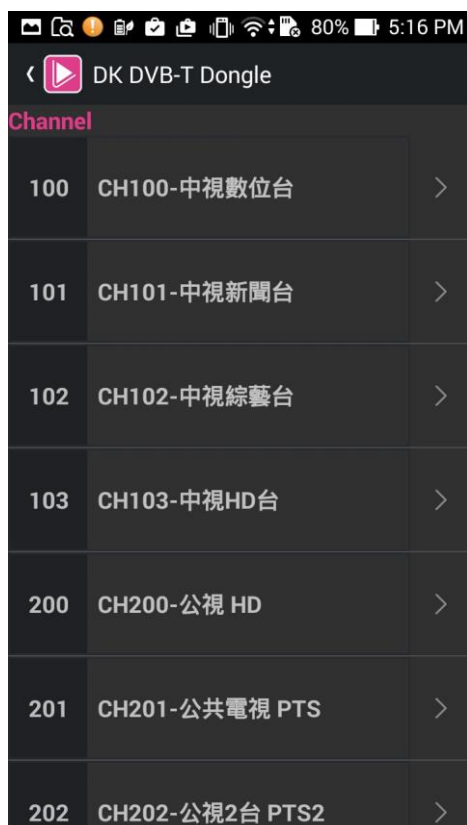 80% 5:16 PM
DK DVB-T Dongle
Channel
100 CH100-中視數位台
101 CH101-中視新聞台
102 CH102-中視綜藝台
103 CH103-中視HD台
200 CH200-公視 HD
201 CH201-公共電視 PTS
202 CH202-公視2台 PTS2